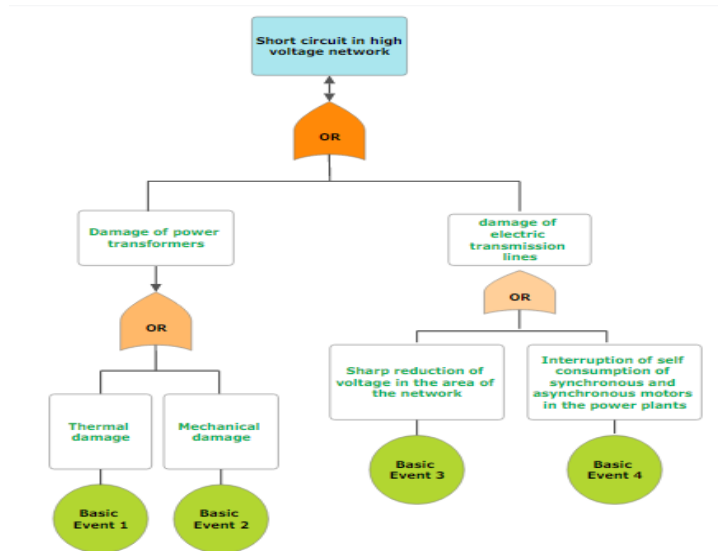 Short circuit in high
voltage network
OR
Damage of power
transformers
damage of
electric
transmission
lines
OR
OR
Sharp reduction of
voltage in the area of
the network
Interruption of self
consumption of
synchronous and
asynchronous motors
in the power plants
Thermal
damage
Mechanical
damage
Basic
Event 3
Basic
Event 4
Basic
Event 1
Basic
Event 2